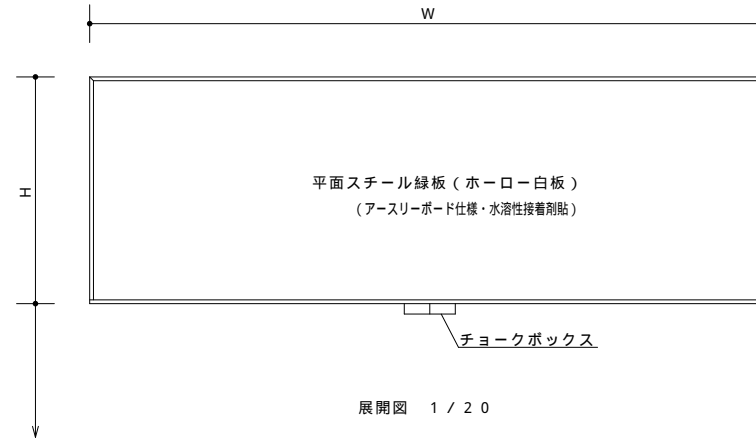 W
H
平面スチール緑板（ホーロー白板）
（アースリーボード仕様・水溶性接着剤貼）
チョークボックス
展開図　１／２０